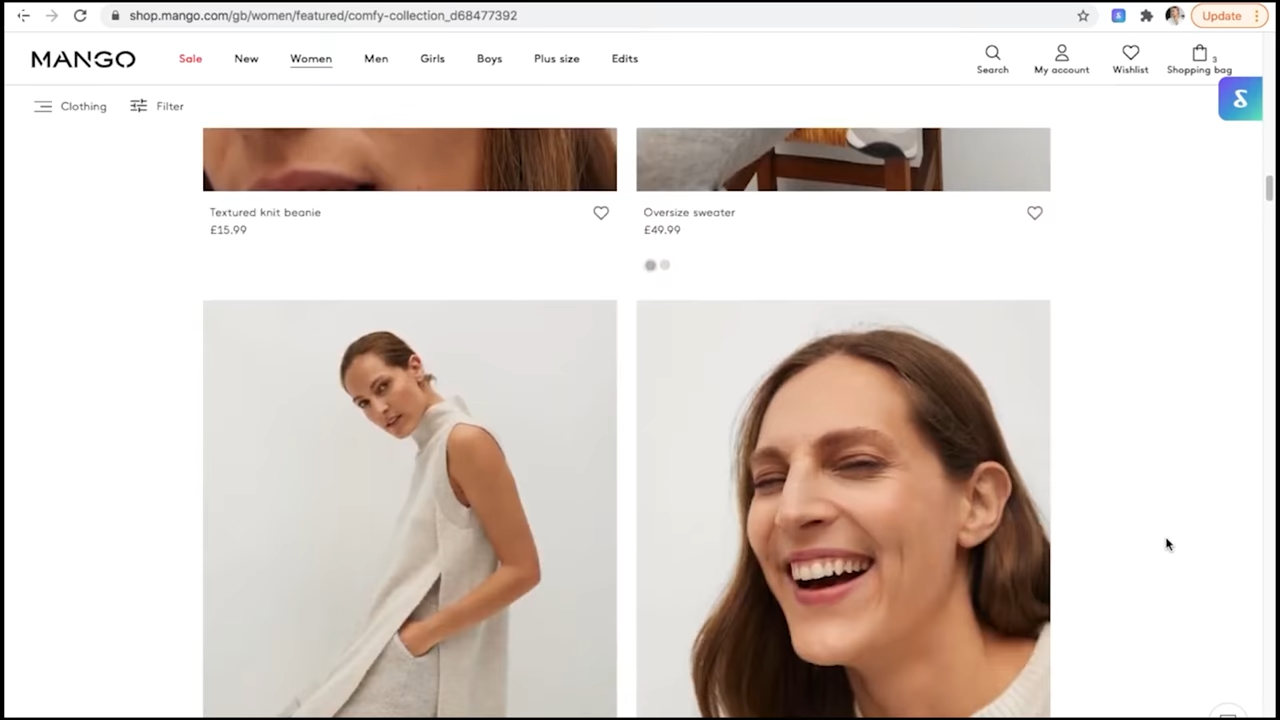 shop.mango.com/gb/women/featured/comfy-collection_d68477392
Update
MANGO
Sale
New
Women
Men
Girls
Boys
Plus size
Edits
Search
My account
Wishlist
3
Shopping bag
Clothing
Filter
Textured knit beanie
£15.99
Oversize sweater
£49.99